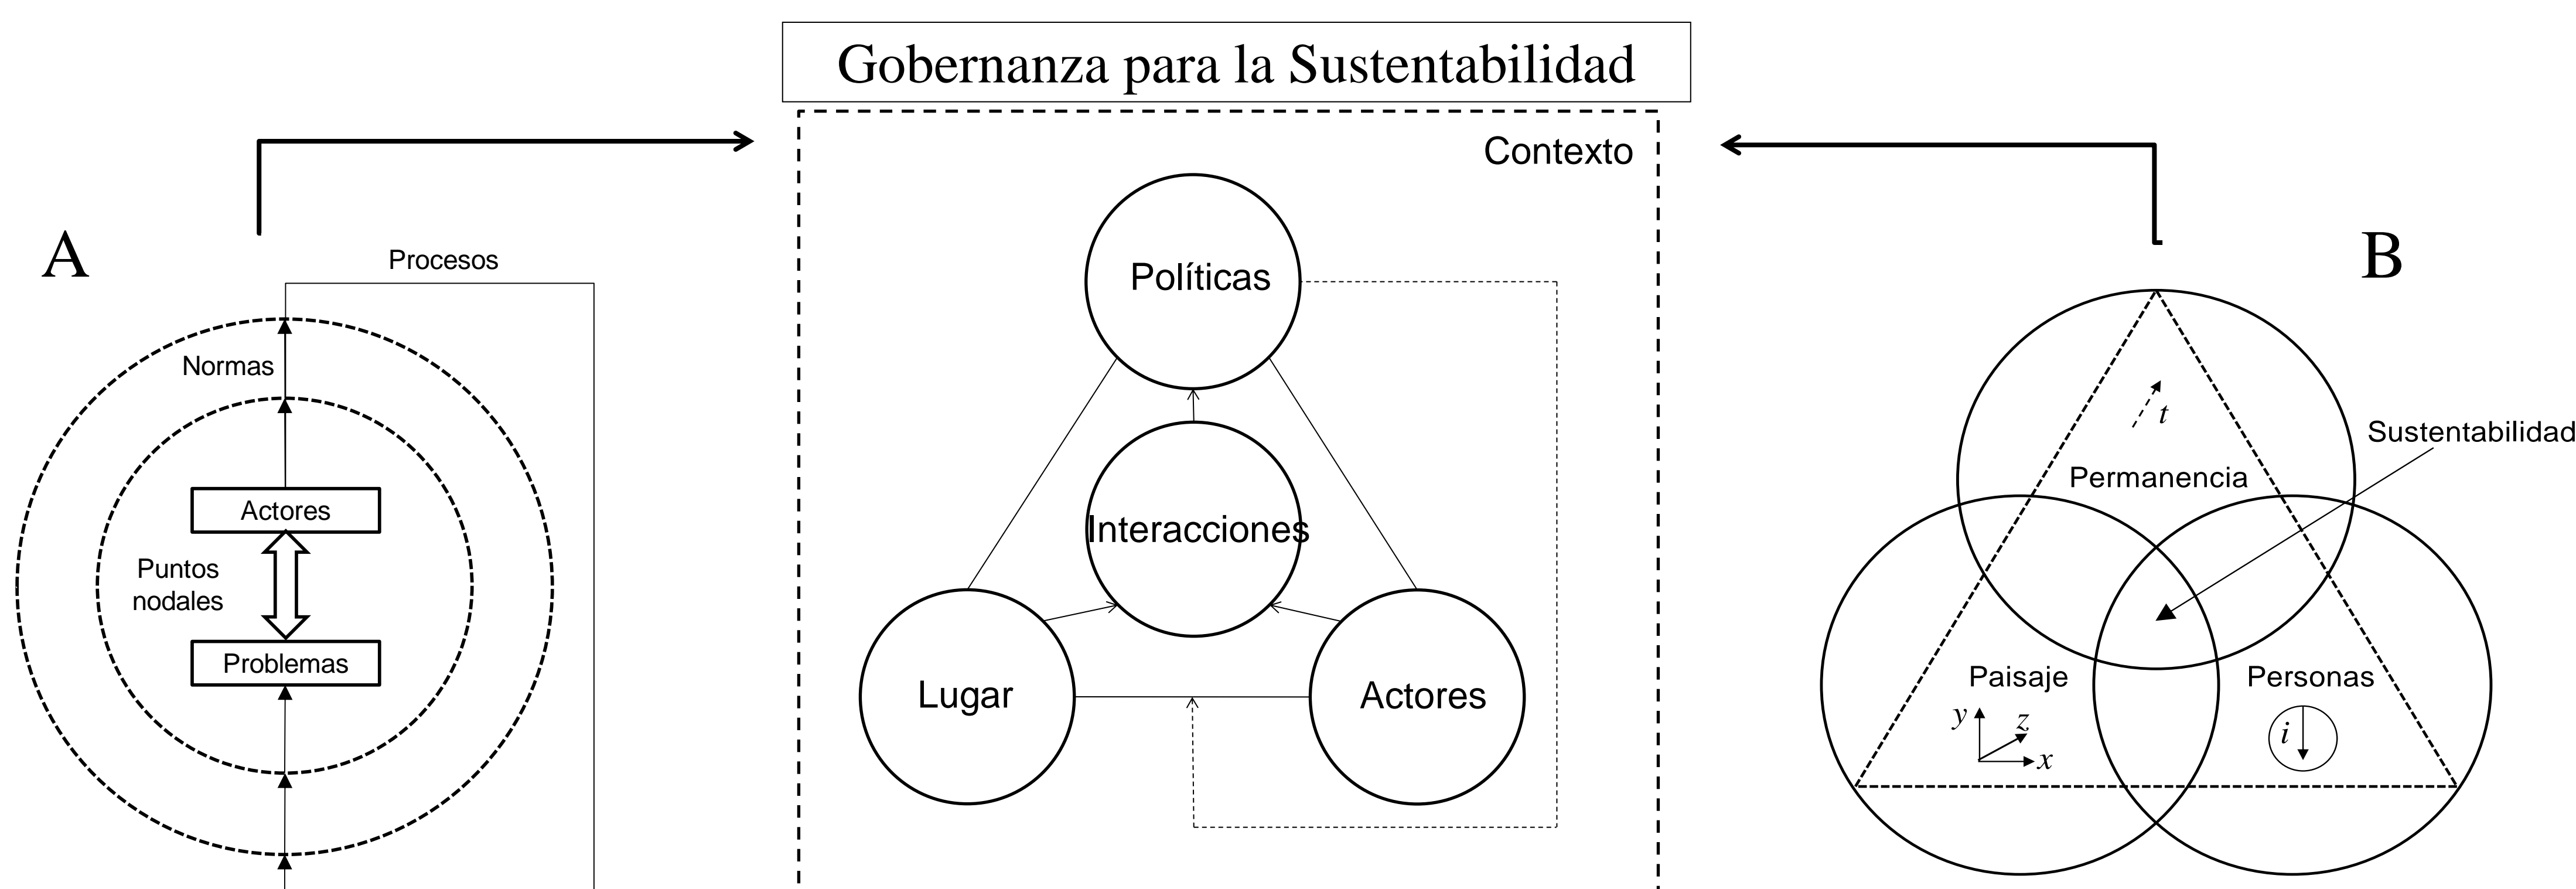 Gobernanza para la Sustentabilidad
A
Procesos
Normas
Actores
Puntos
nodales
Problemas
Contexto
Políticas
Interacciones
Lugar
Actores
B
t
Sustentabilidad
Permanencia
Paisaje
Personas
y
z
x
i